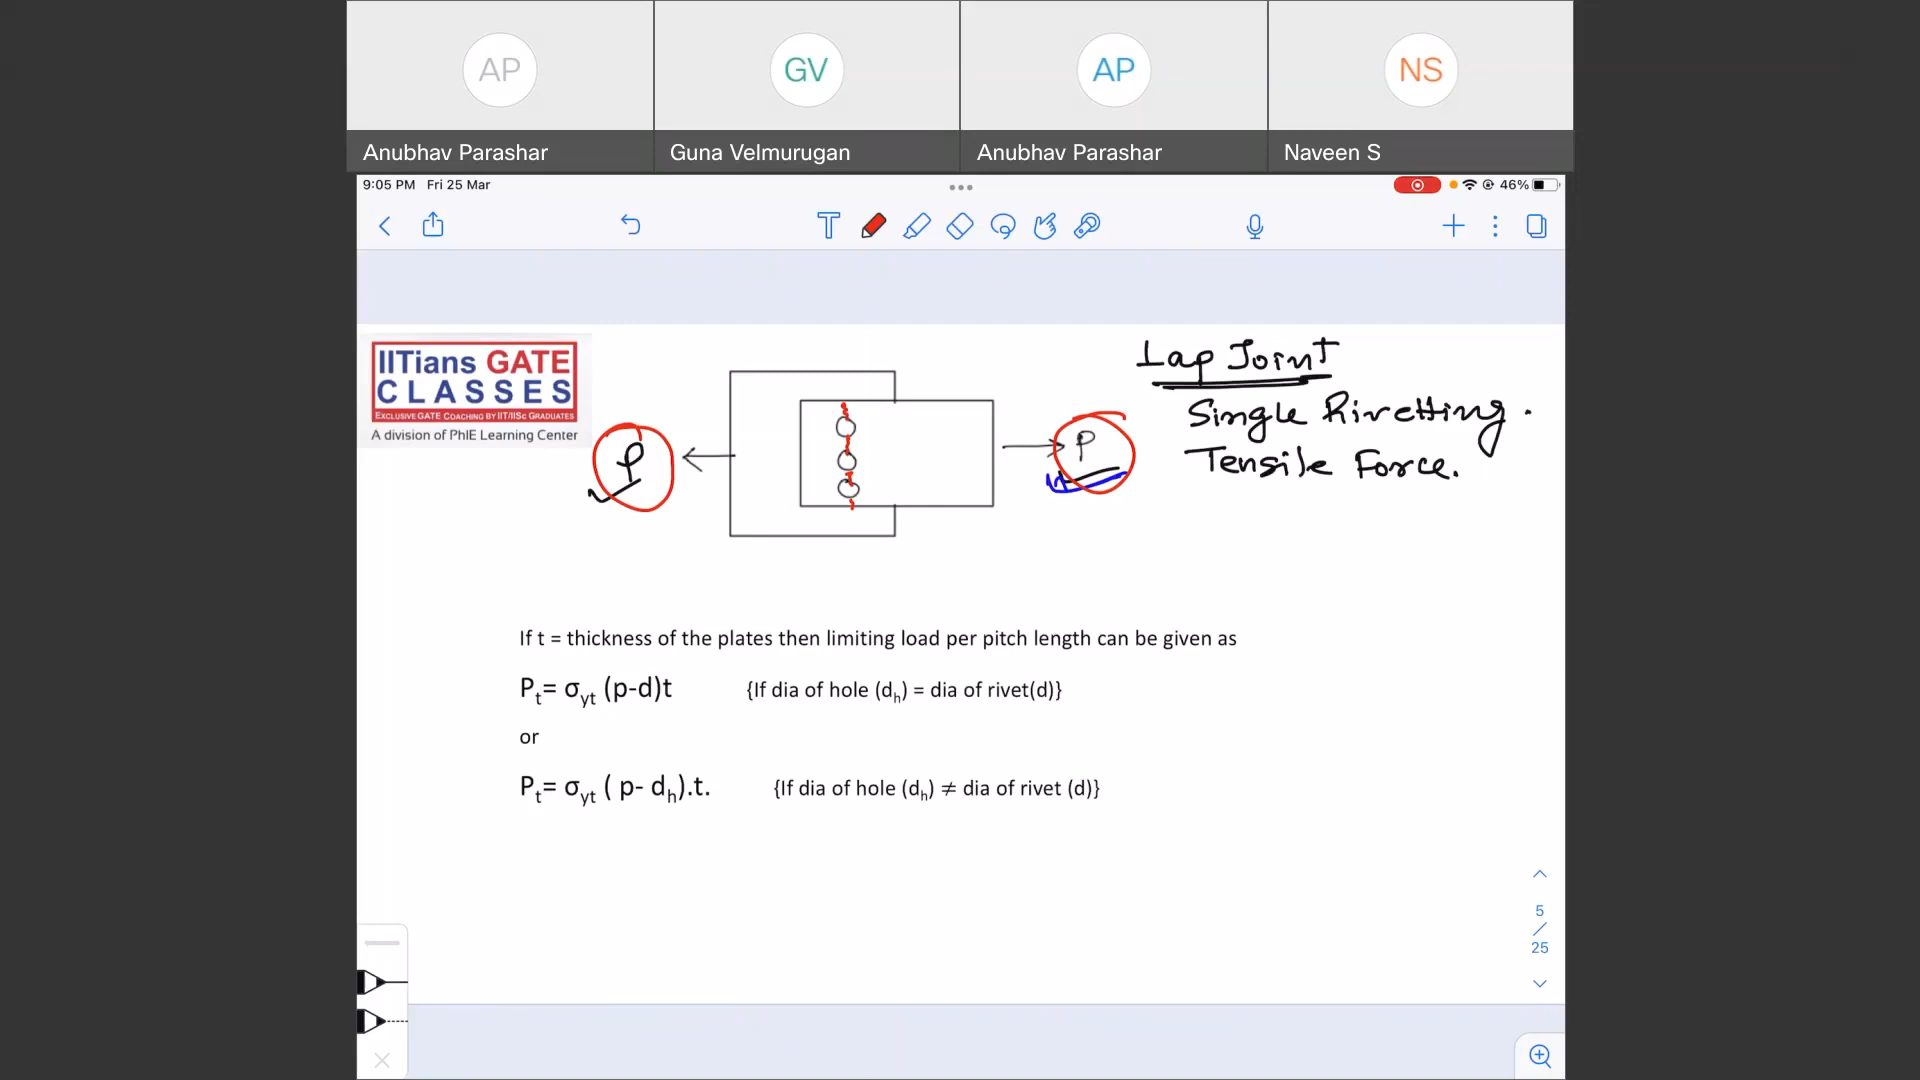 AP
GV
AP
NS
Anubhav Parashar
Guna Velmurugan
Anubhav Parashar
Naveen S
9:05 PM Fri 25 Mar
46%
T
IITians GATE
CLASSES
EXCLUSIVE GATE COACHING BY IIT/IISc GRADUATES
A division of PhIE Learning Center
Lap Joint
Single Rivetting.
Tensile Force.
P
P
If t = thickness of the plates then limiting load per pitch length can be given as
Pt= σyt (p-d)t {If dia of hole (dh) = dia of rivet(d)}
or
Pt= σyt ( p- dh).t. {If dia of hole (dh) ≠ dia of rivet (d)}
5
/
25